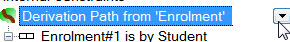 Derivation Path from 'Enrolment'
Enrolment#1 is by Student